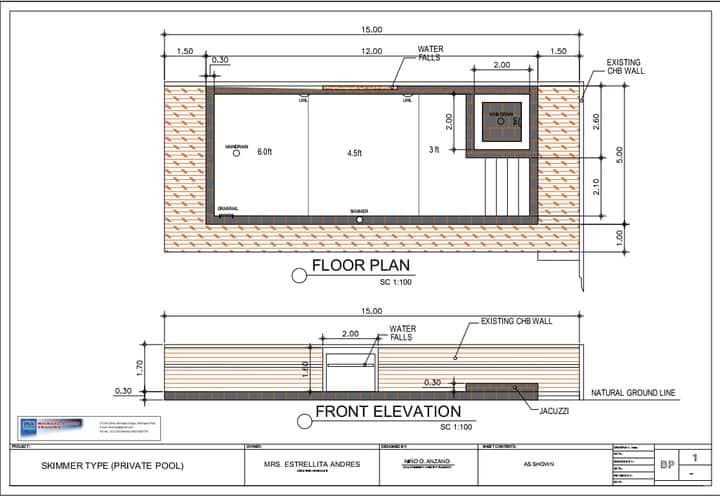 15.00
1.50
12.00
1.50
WATER
FALLS
0.30
2.00
EXISTING
CHB WALL
2.00
2.60
5.00
6.0ft
4.5ft
3 ft
MAINDRAIN
GRABRAIL
SKIMMER
2.10
1.00
FLOOR PLAN
SC 1:100
15.00
2.00
WATER
FALLS
EXISTING CHB WALL
1.70
1.60
0.30
0.30
NATURAL GROUND LINE
JACUZZI
FRONT ELEVATION
SC 1:100
PROJECT:
OWNER:
DESIGNED BY:
SHEET CONTENTS:
SKIMMER TYPE (PRIVATE POOL)
MRS. ESTRELLITA ANDRES
NIÑO O. ANZANO
AS SHOWN
BP
1
-